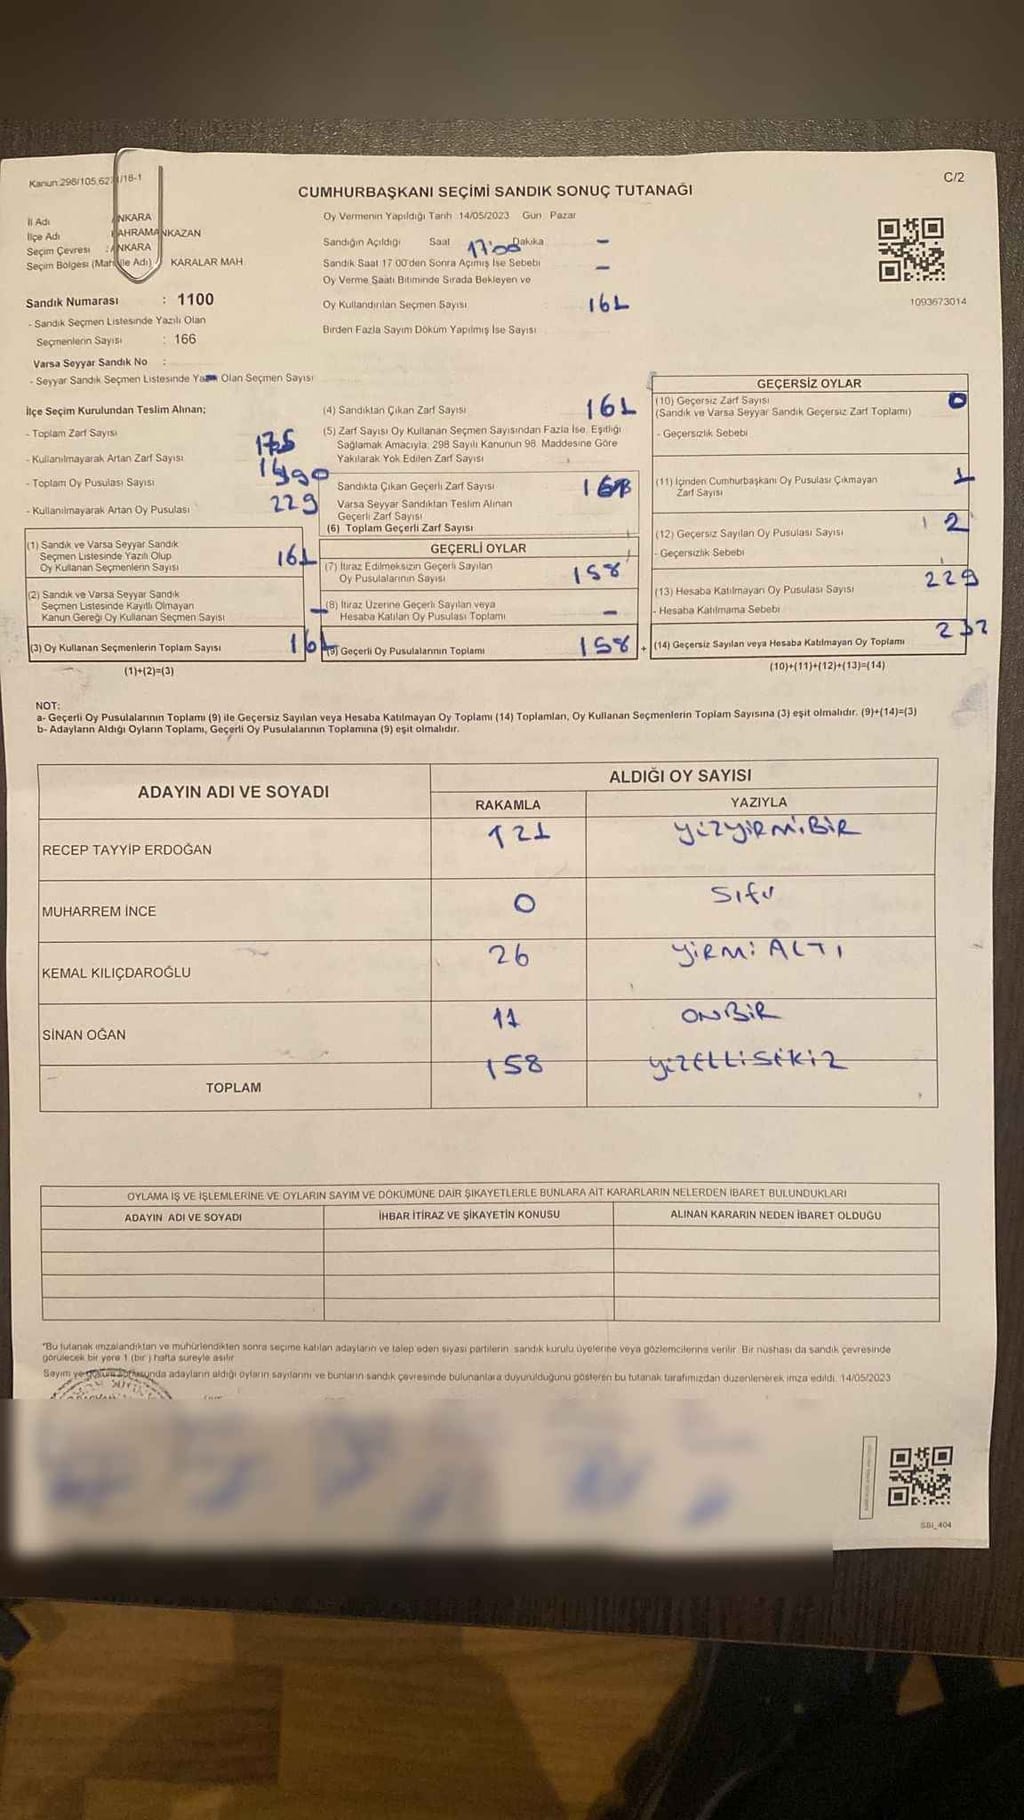 Kanun:298/105,627/18-1
C/2
CUMHURBAŞKANI SEÇİMİ SANDIK SONUÇ TUTANAĞI
İl Adı ANKARA
İlçe Adı KAHRAMANKAZAN
Seçim Çevresi : ANKARA
Seçim Bölgesi (Mahalle Adı) KARALAR MAH.
Oy Vermenin Yapıldığı Tarih 14/05/2023 Gün Pazar
Sandığın Açıldığı Saat 17:00 Dakika -
Sandık Saat 17 00'den Sonra Açımış İse Sebebi -
Oy Verme Saati Bitiminde Sırada Bekleyen ve
Oy Kullandırılan Seçmen Sayısı 161
Birden Fazla Sayım Döküm Yapılmış İse Sayısı
1093673014
Sandık Numarası : 1100
- Sandık Seçmen Listesinde Yazılı Olan
Seçmenlerin Sayısı : 166
Varsa Seyyar Sandık No :
- Seyyar Sandık Seçmen Listesinde Yazılı Olan Seçmen Sayısı
İlçe Seçim Kurulundan Teslim Alınan;
- Toplam Zarf Sayısı 175
- Kullanılmayarak Artan Zarf Sayısı
- Toplam Oy Pusulası Sayısı 390
- Kullanılmayarak Artan Oy Pusulası 229
(1) Sandık ve Varsa Seyyar Sandık
Seçmen Listesinde Yazılı Olup
Oy Kullanan Seçmenlerin Sayısı 161
(2) Sandık ve Varsa Seyyar Sandık
Seçmen Listesinde Kayıtlı Olmayan
Kanun Gereği Oy Kullanan Seçmen Sayısı -
(3) Oy Kullanan Seçmenlerin Toplam Sayısı 161
(1)+(2)=(3)
(4) Sandıktan Çıkan Zarf Sayısı 161
(5) Zarf Sayısı Oy Kullanan Seçmen Sayısından Fazla İse, Eşitliği
Sağlamak Amacıyla, 298 Sayılı Kanunun 98. Maddesine Göre
Yakılarak Yok Edilen Zarf Sayısı
Sandıkta Çıkan Geçerli Zarf Sayısı
Varsa Seyyar Sandıktan Teslim Alınan
Geçerli Zarf Sayısı
(6) Toplam Geçerli Zarf Sayısı
GEÇERLİ OYLAR
(7) İtiraz Edilmeksizin Geçerli Sayılan
Oy Pusulalarının Sayısı 158
(8) İtiraz Üzerine Geçerli Sayılan veya
Hesaba Katılan Oy Pusulası Toplamı -
(9) Geçerli Oy Pusulalarının Toplamı 158 +
GEÇERSİZ OYLAR
(10) Geçersiz Zarf Sayısı 0
(Sandık ve Varsa Seyyar Sandık Geçersiz Zarf Toplamı)
- Geçersizlik Sebebi
(11) İçinden Cumhurbaşkanı Oy Pusulası Çıkmayan
Zarf Sayısı 1
(12) Geçersiz Sayılan Oy Pusulası Sayısı 2
- Geçersizlik Sebebi
(13) Hesaba Katılmayan Oy Pusulası Sayısı 229
- Hesaba Katılmama Sebebi
(14) Geçersiz Sayılan veya Hesaba Katılmayan Oy Toplamı 232
(10)+(11)+(12)+(13)=(14)
NOT:
a- Geçerli Oy Pusulalarının Toplamı (9) ile Geçersiz Sayılan veya Hesaba Katılmayan Oy Toplamı (14) Toplamları, Oy Kullanan Seçmenlerin Toplam Sayısına (3) eşit olmalıdır. (9)+(14)=(3)
b- Adayların Aldığı Oyların Toplamı, Geçerli Oy Pusulalarının Toplamına (9) eşit olmalıdır.
ADAYIN ADI VE SOYADI ALDIĞI OY SAYISI
RAKAMLA YAZIYLA
RECEP TAYYİP ERDOĞAN 121 yüzyirmiBir
MUHARREM İNCE 0 Sıfır
KEMAL KILIÇDAROĞLU 26 yirmi ALTI
SİNAN OĞAN 11 ONBİR
TOPLAM 158 yüzELLİSEKİZ
OYLAMA İŞ VE İŞLEMLERİNE VE OYLARIN SAYIM VE DÖKÜMÜNE DAİR ŞİKAYETLERLE BUNLARA AİT KARARLARIN NELERDEN İBARET BULUNDUKLARI
ADAYIN ADI VE SOYADI İHBAR İTİRAZ VE ŞİKAYETİN KONUSU ALINAN KARARIN NEDEN İBARET OLDUĞU
*Bu tutanak imzalandıktan ve mühürlendikten sonra seçime katılan adayların ve talep eden siyasi partilerin sandık kurulu üyelerine veya gözlemcilerine verilir. Bir nüshası da sandık çevresinde
görülecek bir yere 1 (bir) hafta süreyle asılır
Sayım ve döküm sonucunda adayların aldığı oyların sayılarını ve bunların sandık çevresinde bulunanlara duyurulduğunu gösteren bu tutanak tarafımızdan düzenlenerek imza edildi. 14/05/2023
SBI_404